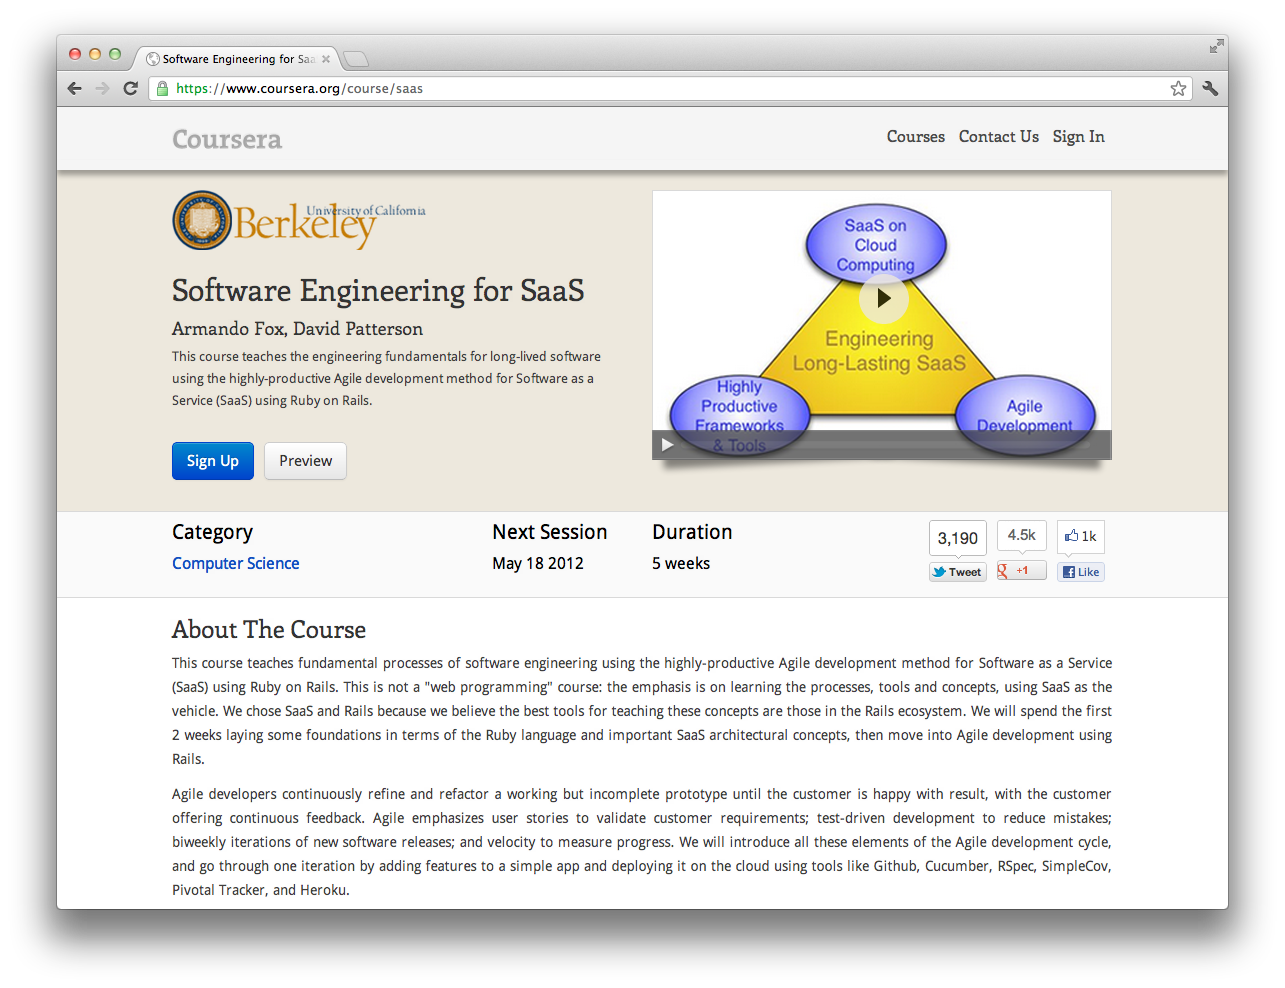 Software Engineering for Saa
https://www.coursera.org/course/saas
Coursera
Courses Contact Us Sign In
University of California
Berkeley
Software Engineering for SaaS
Armando Fox, David Patterson
This course teaches the engineering fundamentals for long-lived software
using the highly-productive Agile development method for Software as a
Service (SaaS) using Ruby on Rails.
Sign Up Preview
SaaS on
Cloud
Computing
Engineering
Long-Lasting SaaS
Highly
Productive
Frameworks
& Tools
Agile
Development
Category
Computer Science
Next Session
May 18 2012
Duration
5 weeks
3,190
Tweet
4.5k
+1
1k
Like
About The Course
This course teaches fundamental processes of software engineering using the highly-productive Agile development method for Software as a Service
(SaaS) using Ruby on Rails. This is not a "web programming" course: the emphasis is on learning the processes, tools and concepts, using SaaS as the
vehicle. We chose SaaS and Rails because we believe the best tools for teaching these concepts are those in the Rails ecosystem. We will spend the first
2 weeks laying some foundations in terms of the Ruby language and important SaaS architectural concepts, then move into Agile development using
Rails.
Agile developers continuously refine and refactor a working but incomplete prototype until the customer is happy with result, with the customer
offering continuous feedback. Agile emphasizes user stories to validate customer requirements; test-driven development to reduce mistakes;
biweekly iterations of new software releases; and velocity to measure progress. We will introduce all these elements of the Agile development cycle,
and go through one iteration by adding features to a simple app and deploying it on the cloud using tools like Github, Cucumber, RSpec, SimpleCov,
Pivotal Tracker, and Heroku.